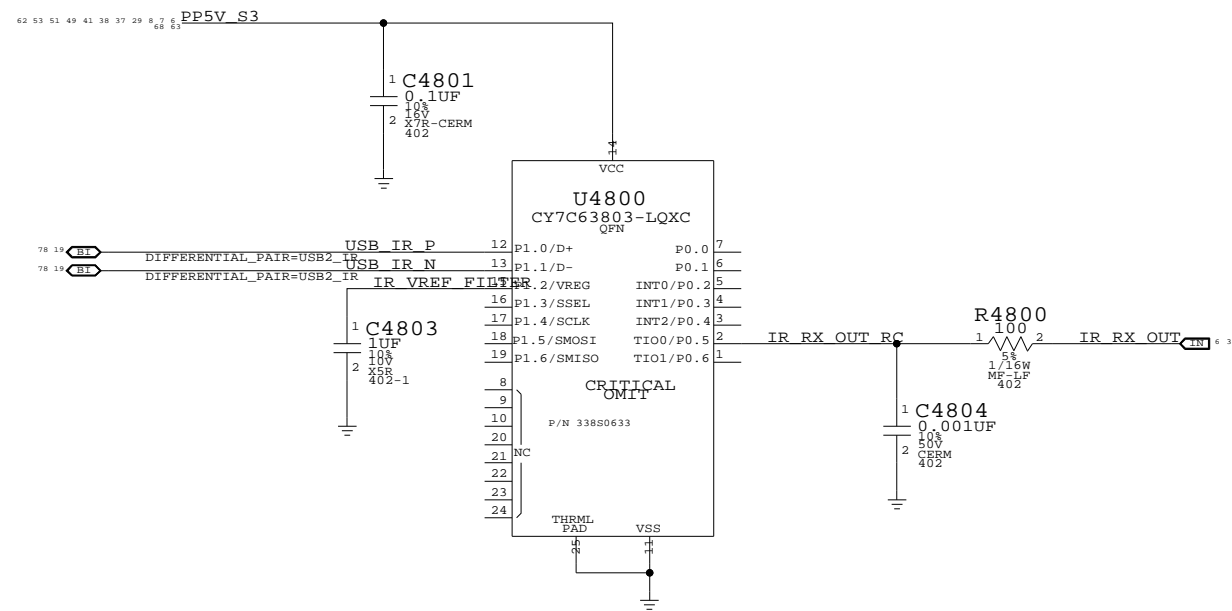 62 53 51 49 41 38 37 29 8 7 6 PP5V_S3
68 63
1 C4801
0.1UF
10%
16V
2 X7R-CERM
402
14
VCC
U4800
CY7C63803-LQXC
QFN
78 19 BI USB_IR_P 12 P1.0/D+ P0.0 7
DIFFERENTIAL_PAIR=USB2_IR
78 19 BI USB_IR_N 13 P1.1/D- P0.1 6
DIFFERENTIAL_PAIR=USB2_IR
IR_VREF_FILTER 15 P1.2/VREG INT0/P0.2 5
16 P1.3/SSEL INT1/P0.3 4
17 P1.4/SCLK INT2/P0.4 3
18 P1.5/SMOSI TIO0/P0.5 2 IR_RX_OUT_RC
19 P1.6/SMISO TIO1/P0.6 1
1 C4803
1UF
10%
10V
2 X5R
402-1
R4800
100
1 2 IR_RX_OUT IN 6 3
5%
1/16W
MF-LF
402
CRITICAL
OMIT
8
9
10
20
21
22
23
24
NC
P/N 338S0633
1 C4804
0.001UF
10%
50V
2 CERM
402
THRML
PAD VSS
25 11